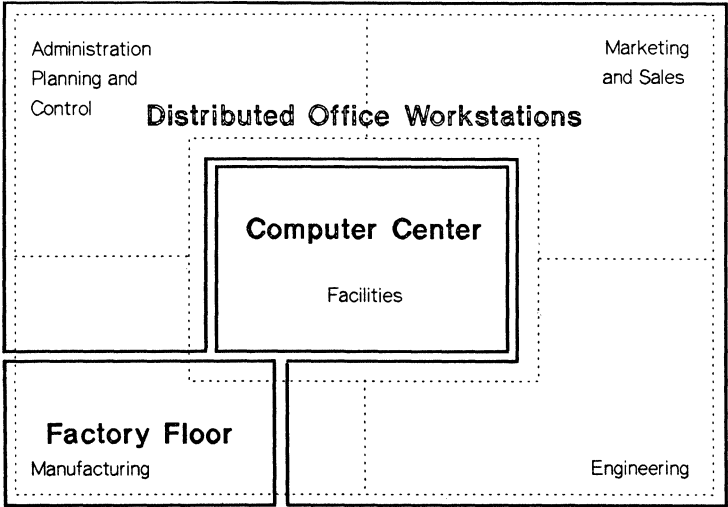 Administration
Planning and
Control
Marketing
and Sales
Distributed Office Workstations
Computer Center
Facilities
Factory Floor
Manufacturing
Engineering